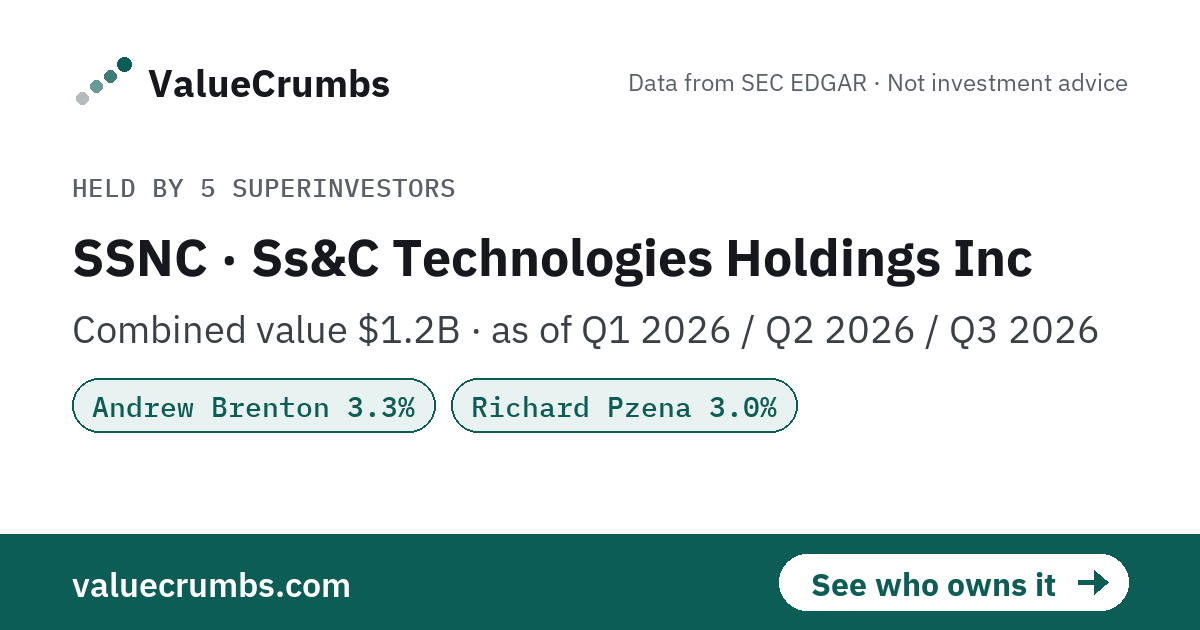 ValueCrumbs
Data from SEC EDGAR · Not investment advice
HELD BY 5 SUPERINVESTORS
SSNC · Ss&C Technologies Holdings Inc
Combined value $1.2B · as of Q1 2026 / Q2 2026 / Q3 2026
Andrew Brenton 3.3%
Richard Pzena 3.0%
valuecrumbs.com
See who owns it →